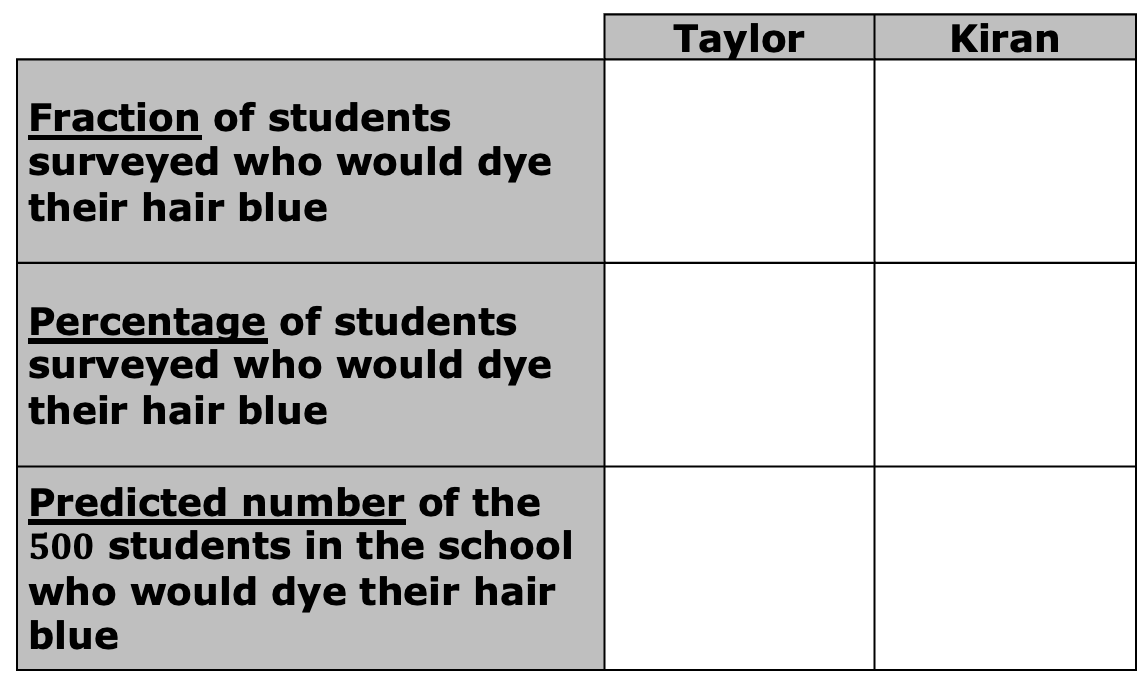 Taylor Kiran
Fraction of students
surveyed who would dye
their hair blue
Percentage of students
surveyed who would dye
their hair blue
Predicted number of the
500 students in the school
who would dye their hair
blue